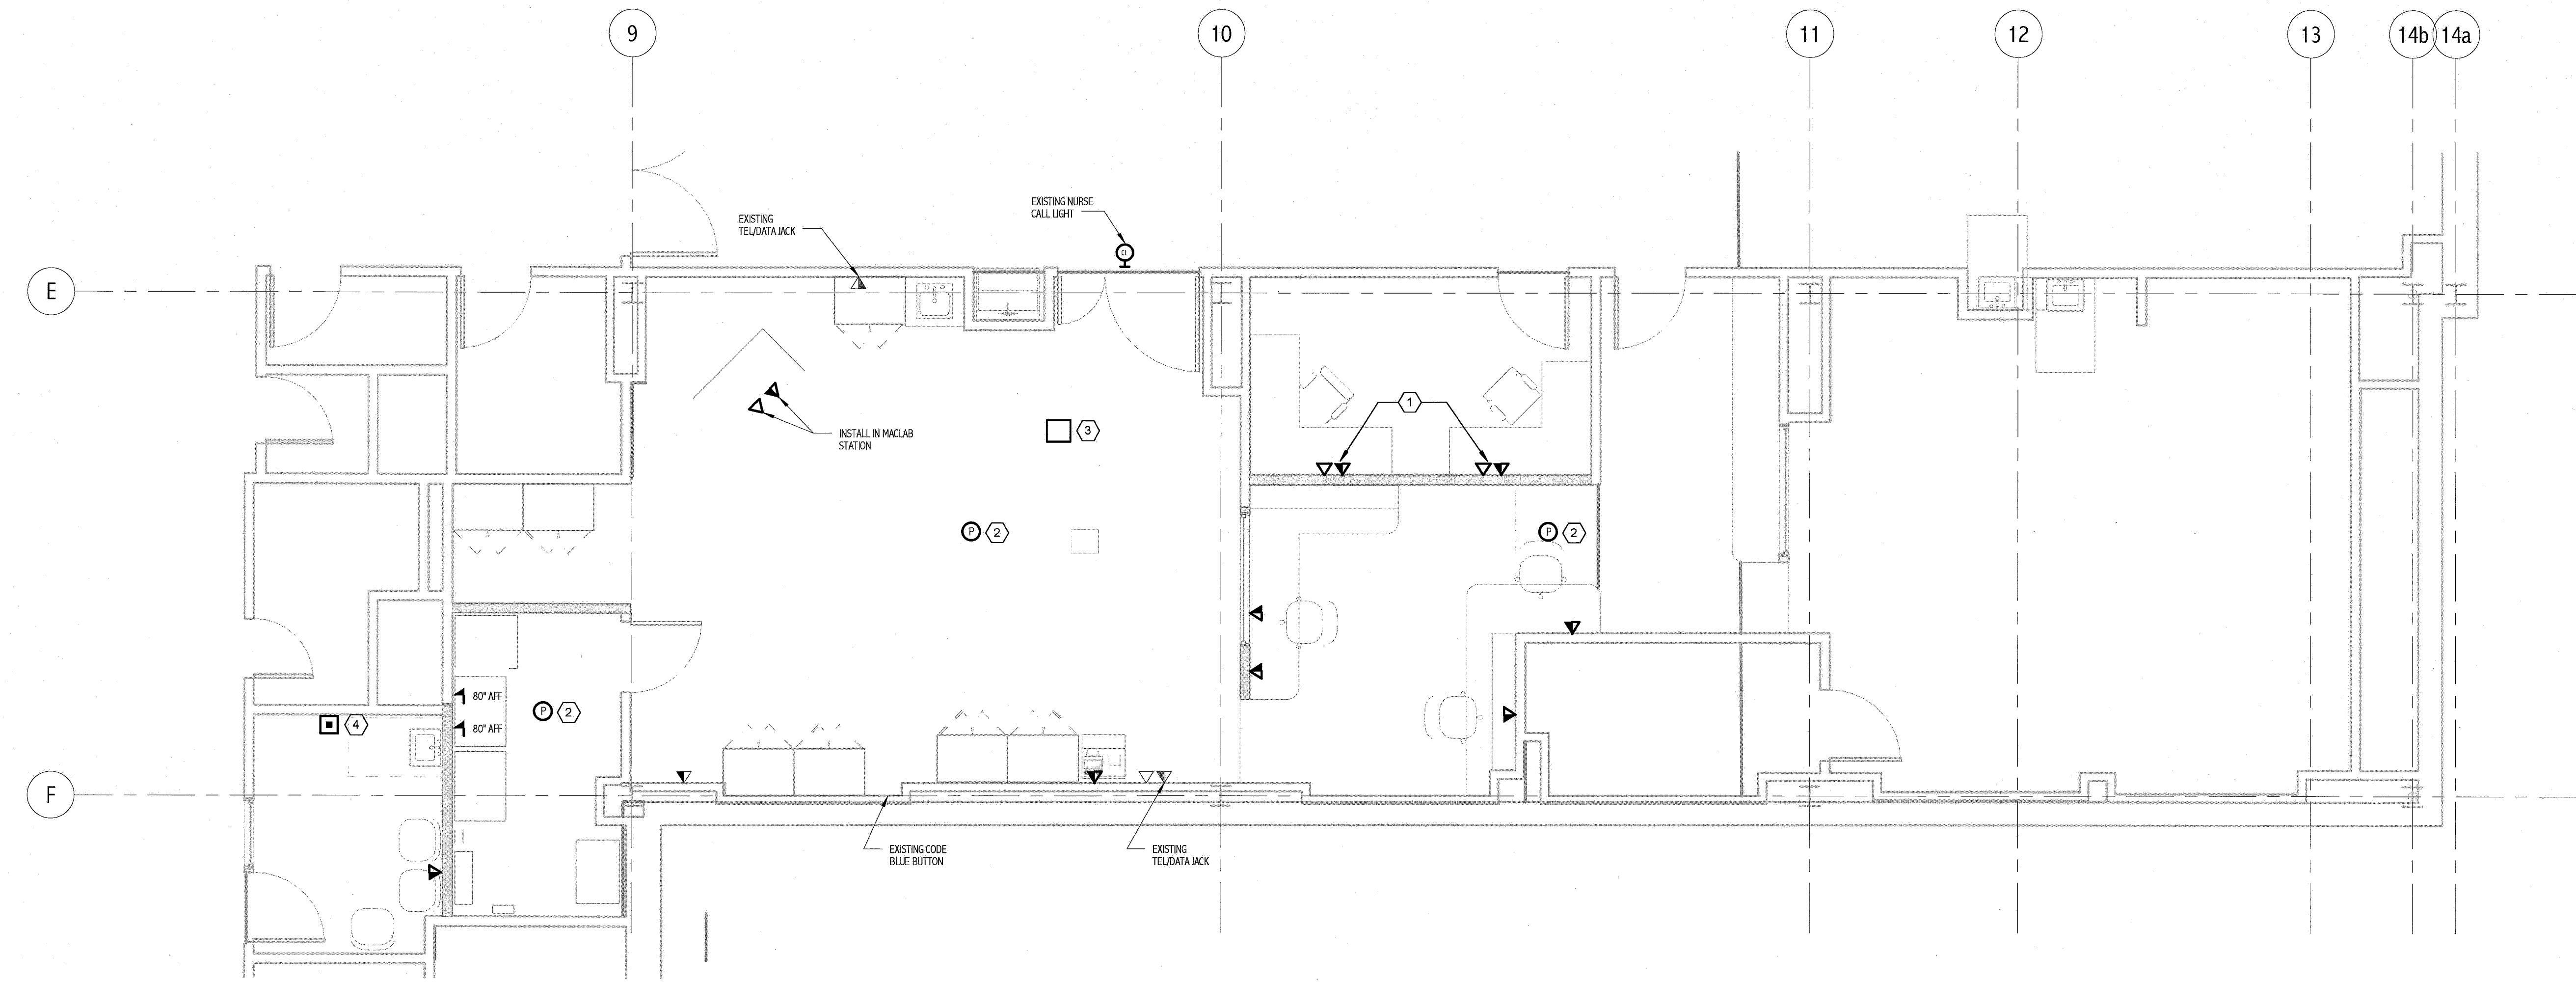 9
10
11
12
13
14b
14a
EXISTING NURSE
CALL LIGHT
EXISTING
TEL/DATA JACK
CL
E
1
3
INSTALL IN MACLAB
STATION
P 2
P 2
80" AFF
P 2
4
80" AFF
F
EXISTING CODE
BLUE BUTTON
EXISTING
TEL/DATA JACK